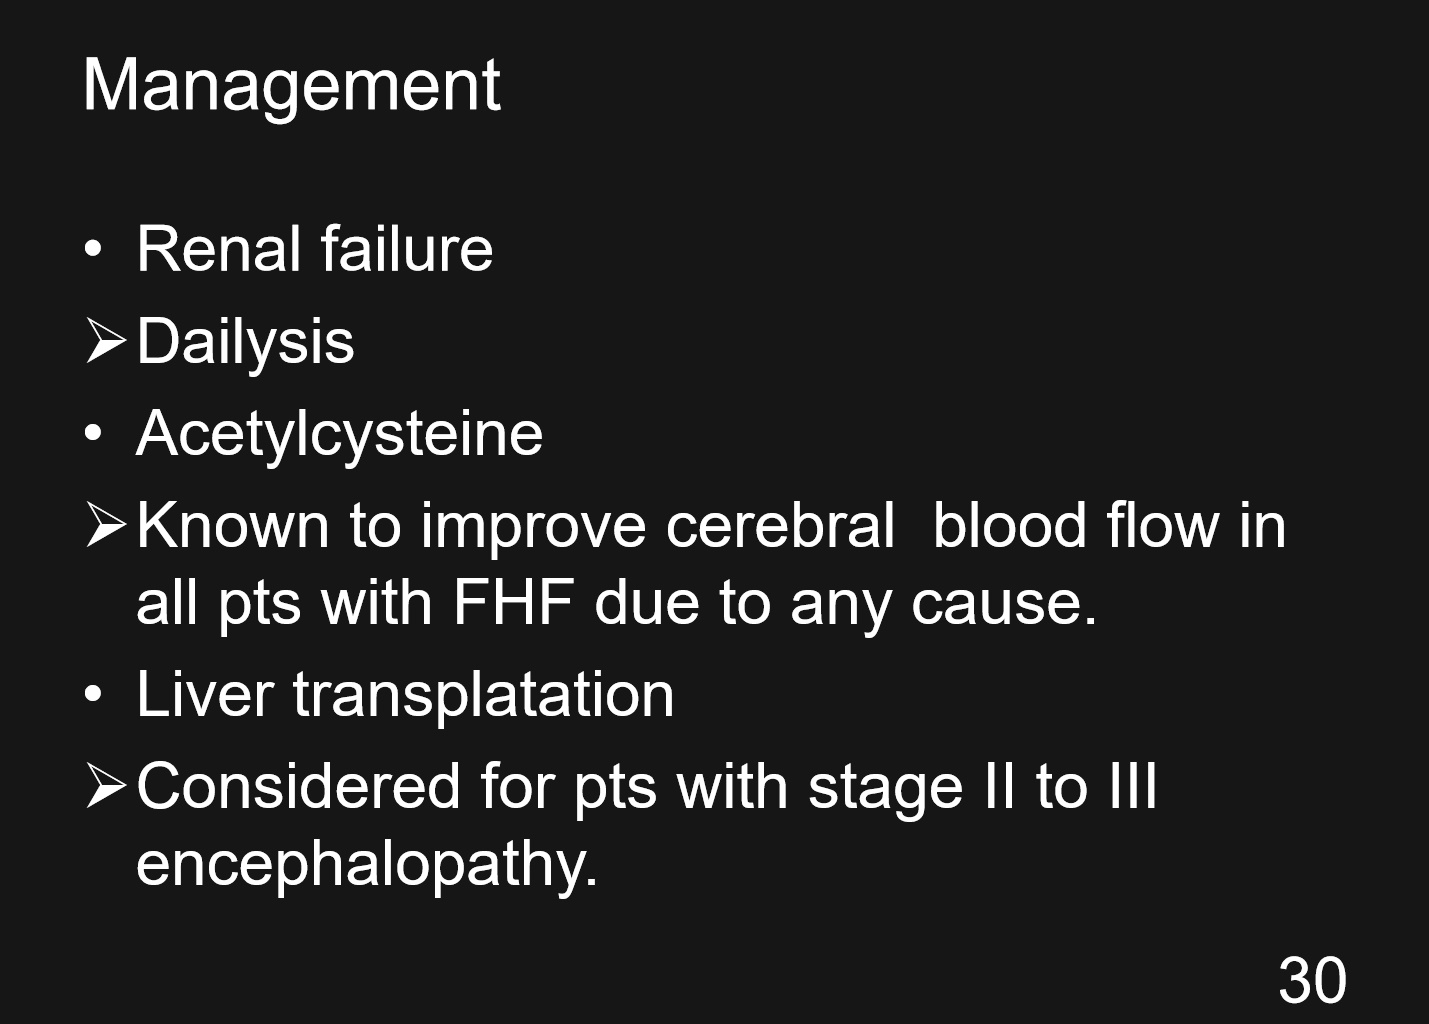 Management
• Renal failure
➢ Dailysis
• Acetylcysteine
➢ Known to improve cerebral  blood flow in
all pts with FHF due to any cause.
• Liver transplatation
➢ Considered for pts with stage II to III
encephalopathy.
30